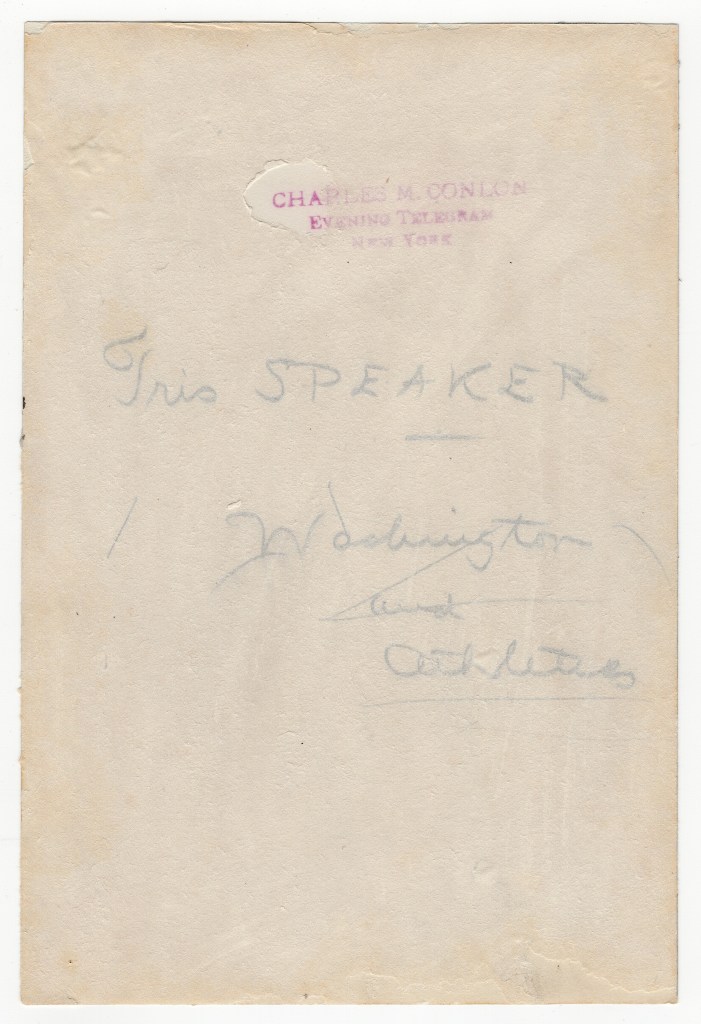 CHARLES M. CONLON
EVENING TELEGRAM
NEW YORK
Tris SPEAKER
Washington
and
Athletics